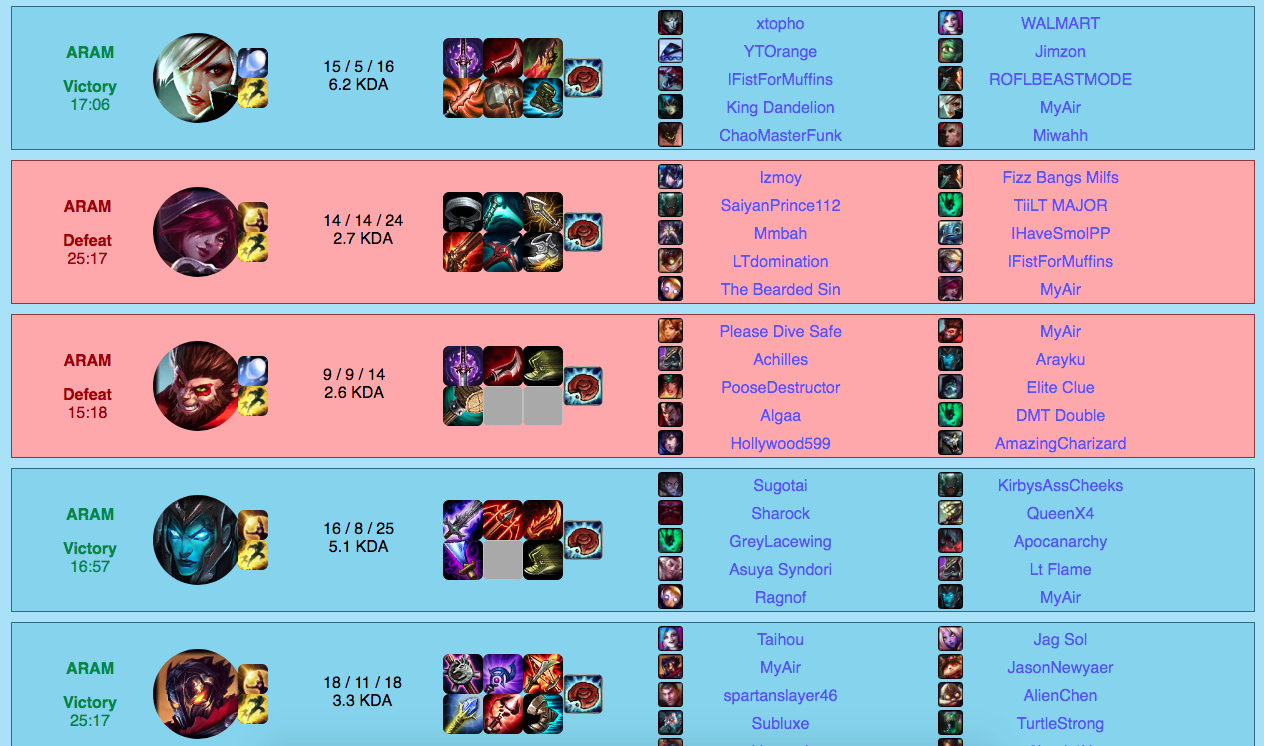 ARAM
Victory
17:06
15 / 5 / 16
6.2 KDA
xtopho
YTOrange
IFistForMuffins
King Dandelion
ChaoMasterFunk
WALMART
Jimzon
ROFLBEASTMODE
MyAir
Miwahh
ARAM
Defeat
25:17
14 / 14 / 24
2.7 KDA
Izmoy
SaiyanPrince112
Mmbah
LTdomination
The Bearded Sin
Fizz Bangs Milfs
TiiLT MAJOR
IHaveSmolPP
IFistForMuffins
MyAir
ARAM
Defeat
15:18
9 / 9 / 14
2.6 KDA
Please Dive Safe
Achilles
PooseDestructor
Algaa
Hollywood599
MyAir
Arayku
Elite Clue
DMT Double
AmazingCharizard
ARAM
Victory
16:57
16 / 8 / 25
5.1 KDA
Sugotai
Sharock
GreyLacewing
Asuya Syndori
Ragnof
KirbysAssCheeks
QueenX4
Apocanarchy
Lt Flame
MyAir
ARAM
Victory
25:17
18 / 11 / 18
3.3 KDA
Taihou
MyAir
spartanslayer46
Subluxe
Jag Sol
JasonNewyaer
AlienChen
TurtleStrong